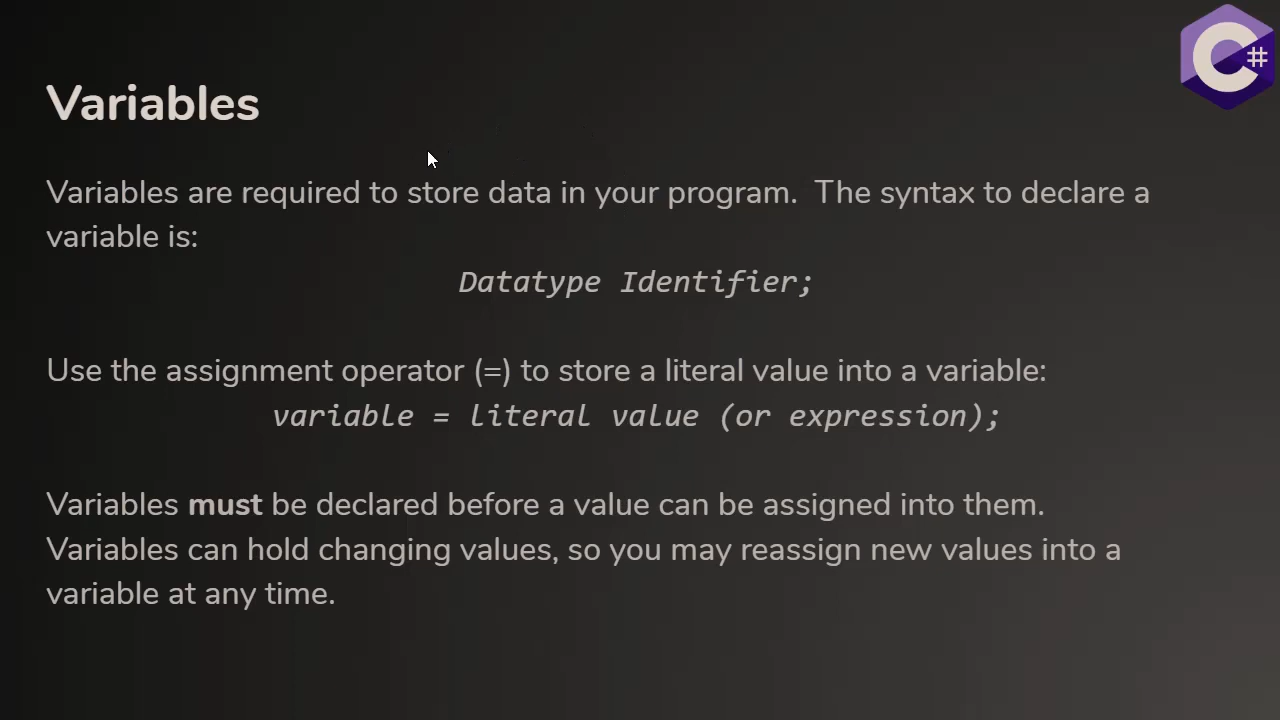 C#
Variables
Variables are required to store data in your program.  The syntax to declare a
variable is:
Datatype Identifier;
Use the assignment operator (=) to store a literal value into a variable:
variable = literal value (or expression);
Variables must be declared before a value can be assigned into them.
Variables can hold changing values, so you may reassign new values into a
variable at any time.